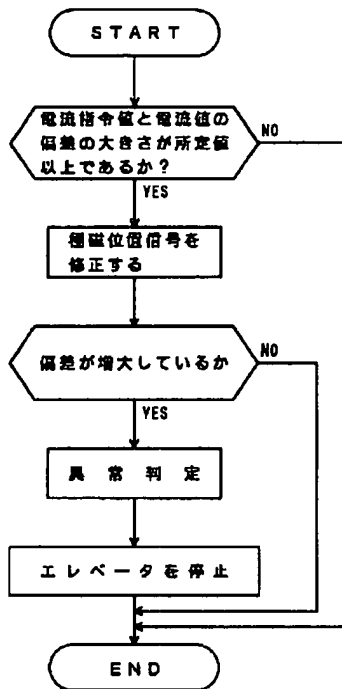 START
電流指令値と電流値の
偏差の大きさが所定値
以上であるか？
NO
YES
種磁位置信号を
修正する
偏差が増大しているか
NO
YES
異常判定
エレベータを停止
END